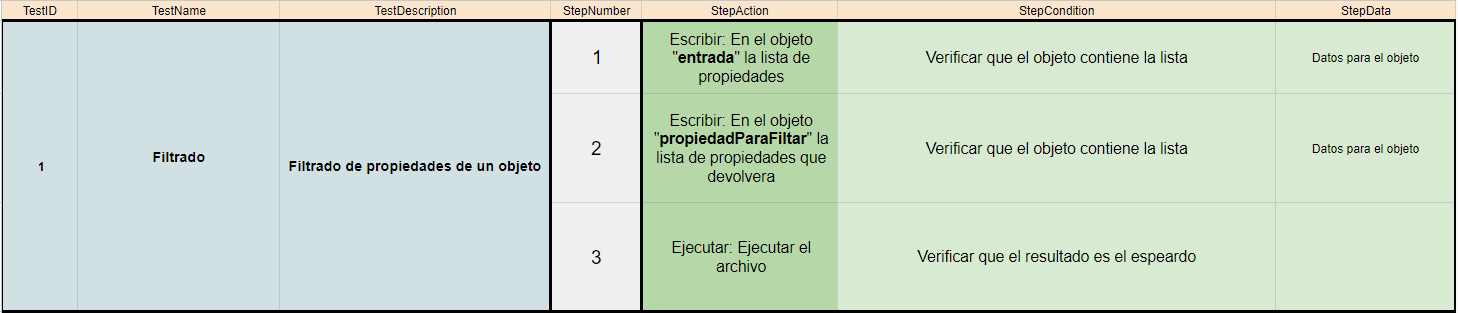 TestID
TestName
TestDescription
StepNumber
StepAction
StepCondition
StepData
1
Filtrado
Filtrado de propiedades de un objeto
1
Escribir: En el objeto
"entrada" la lista de
propiedades
Verificar que el objeto contiene la lista
Datos para el objeto
2
Escribir: En el objeto
"propiedadParaFiltar" la
lista de propiedades que
devolvera
Verificar que el objeto contiene la lista
Datos para el objeto
3
Ejecutar: Ejecutar el
archivo
Verificar que el resultado es el espeardo